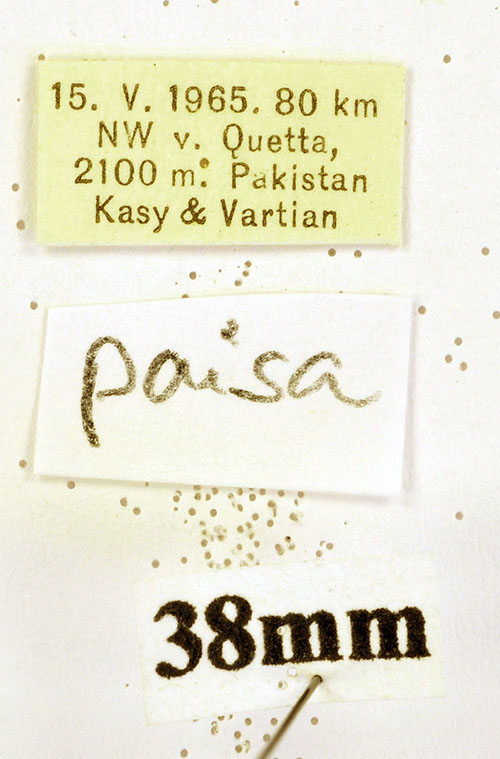 15. V. 1965. 80 km
NW v. Quetta,
2100 m. Pakistan
Kasy & Vartian
paisa
38mm